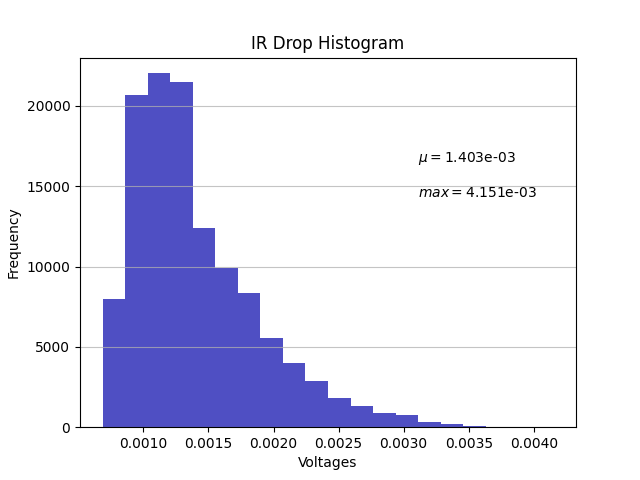 IR Drop Histogram
20000
15000
10000
5000
0
Frequency
μ = 1.403e-03
max = 4.151e-03
0.0010 0.0015 0.0020 0.0025 0.0030 0.0035 0.0040
Voltages